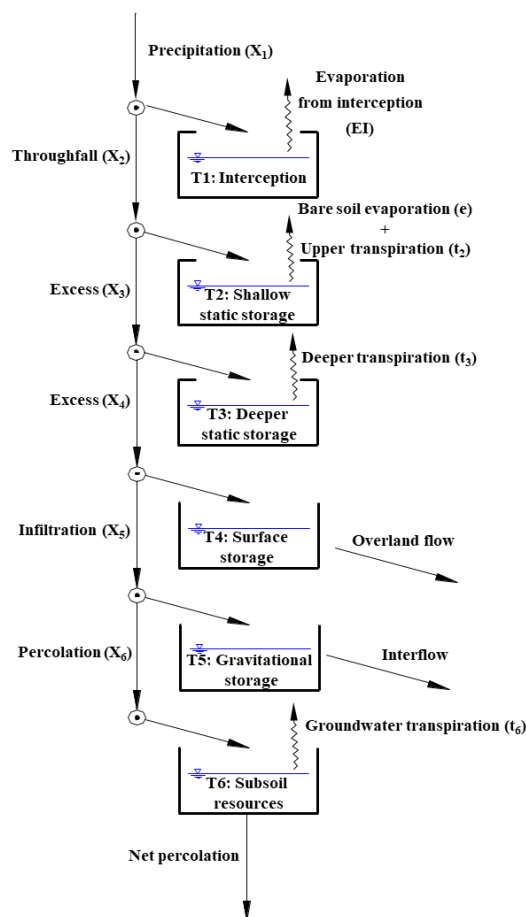 Precipitation (X₁)
Evaporation
from interception
(EI)
Throughfall (X₂)
T1: Interception
Bare soil evaporation (e)
+
Upper transpiration (t₂)
Excess (X₃)
T2: Shallow
static storage
Deeper transpiration (t₃)
Excess (X₄)
T3: Deeper
static storage
Infiltration (X₅)
T4: Surface
storage
Overland flow
Percolation (X₆)
T5: Gravitational
storage
Interflow
Groundwater transpiration (t₆)
T6: Subsoil
resources
Net percolation